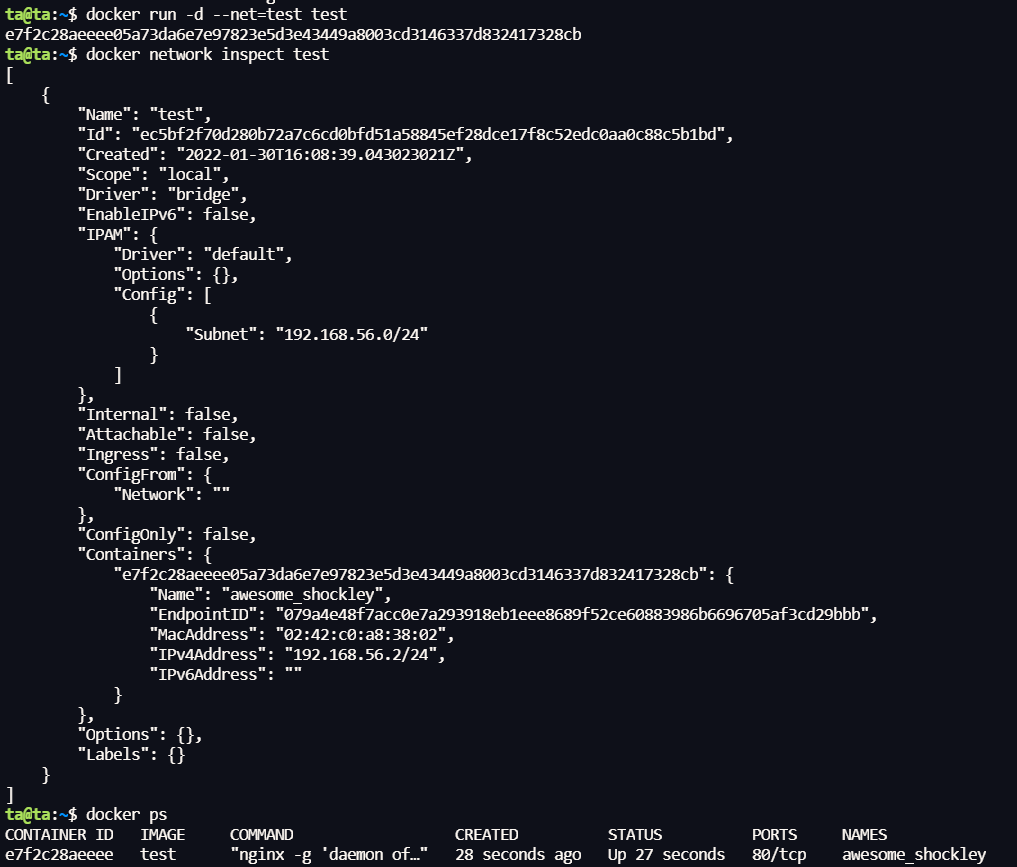 ta@ta:~$ docker run -d --net=test test
e7f2c28aeeee05a73da6e7e97823e5d3e43449a8003cd3146337d832417328cb
ta@ta:~$ docker network inspect test
[
    {
        "Name": "test",
        "Id": "ec5bf2f70d280b72a7c6cd0bfd51a58845ef28dce17f8c52edc0aa0c88c5b1bd",
        "Created": "2022-01-30T16:08:39.043023021Z",
        "Scope": "local",
        "Driver": "bridge",
        "EnableIPv6": false,
        "IPAM": {
            "Driver": "default",
            "Options": {},
            "Config": [
                {
                    "Subnet": "192.168.56.0/24"
                }
            ]
        },
        "Internal": false,
        "Attachable": false,
        "Ingress": false,
        "ConfigFrom": {
            "Network": ""
        },
        "ConfigOnly": false,
        "Containers": {
            "e7f2c28aeeee05a73da6e7e97823e5d3e43449a8003cd3146337d832417328cb": {
                "Name": "awesome_shockley",
                "EndpointID": "079a4e48f7acc0e7a293918eb1eee8689f52ce60883986b6696705af3cd29bbb",
                "MacAddress": "02:42:c0:a8:38:02",
                "IPv4Address": "192.168.56.2/24",
                "IPv6Address": ""
            }
        },
        "Options": {},
        "Labels": {}
    }
]
ta@ta:~$ docker ps
CONTAINER ID   IMAGE     COMMAND                  CREATED          STATUS          PORTS     NAMES
e7f2c28aeeee   test      "nginx -g 'daemon of…"   28 seconds ago   Up 27 seconds   80/tcp    awesome_shockley